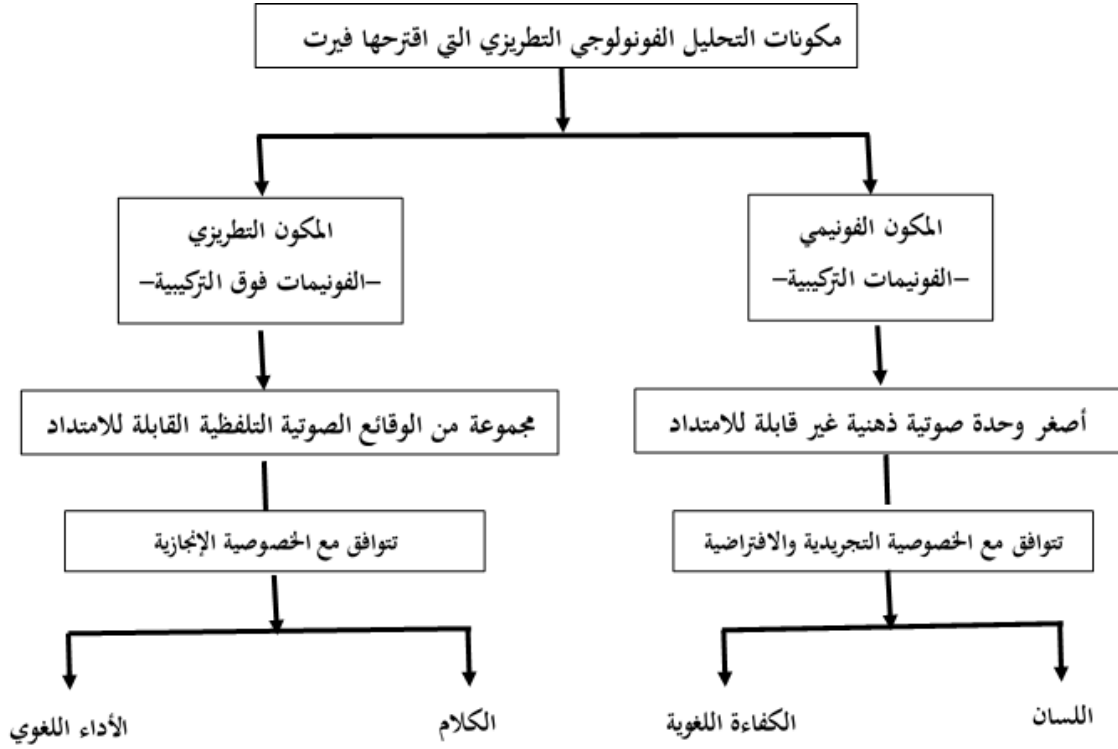 مكونات التحليل الفونولوجي التطريزي التي اقترحها فيرت
المكون الفونيمي
–الفونيمات التركيبية–
المكون التطريزي
–الفونيمات فوق التركيبية–
أصغر وحدة صوتية ذهنية غير قابلة للامتداد
مجموعة من الوقائع الصوتية التلفظية القابلة للامتداد
تتوافق مع الخصوصية التجريدية والافتراضية
تتوافق مع الخصوصية الإنجازية
اللسان
الكفاءة اللغوية
الكلام
الأداء اللغوي